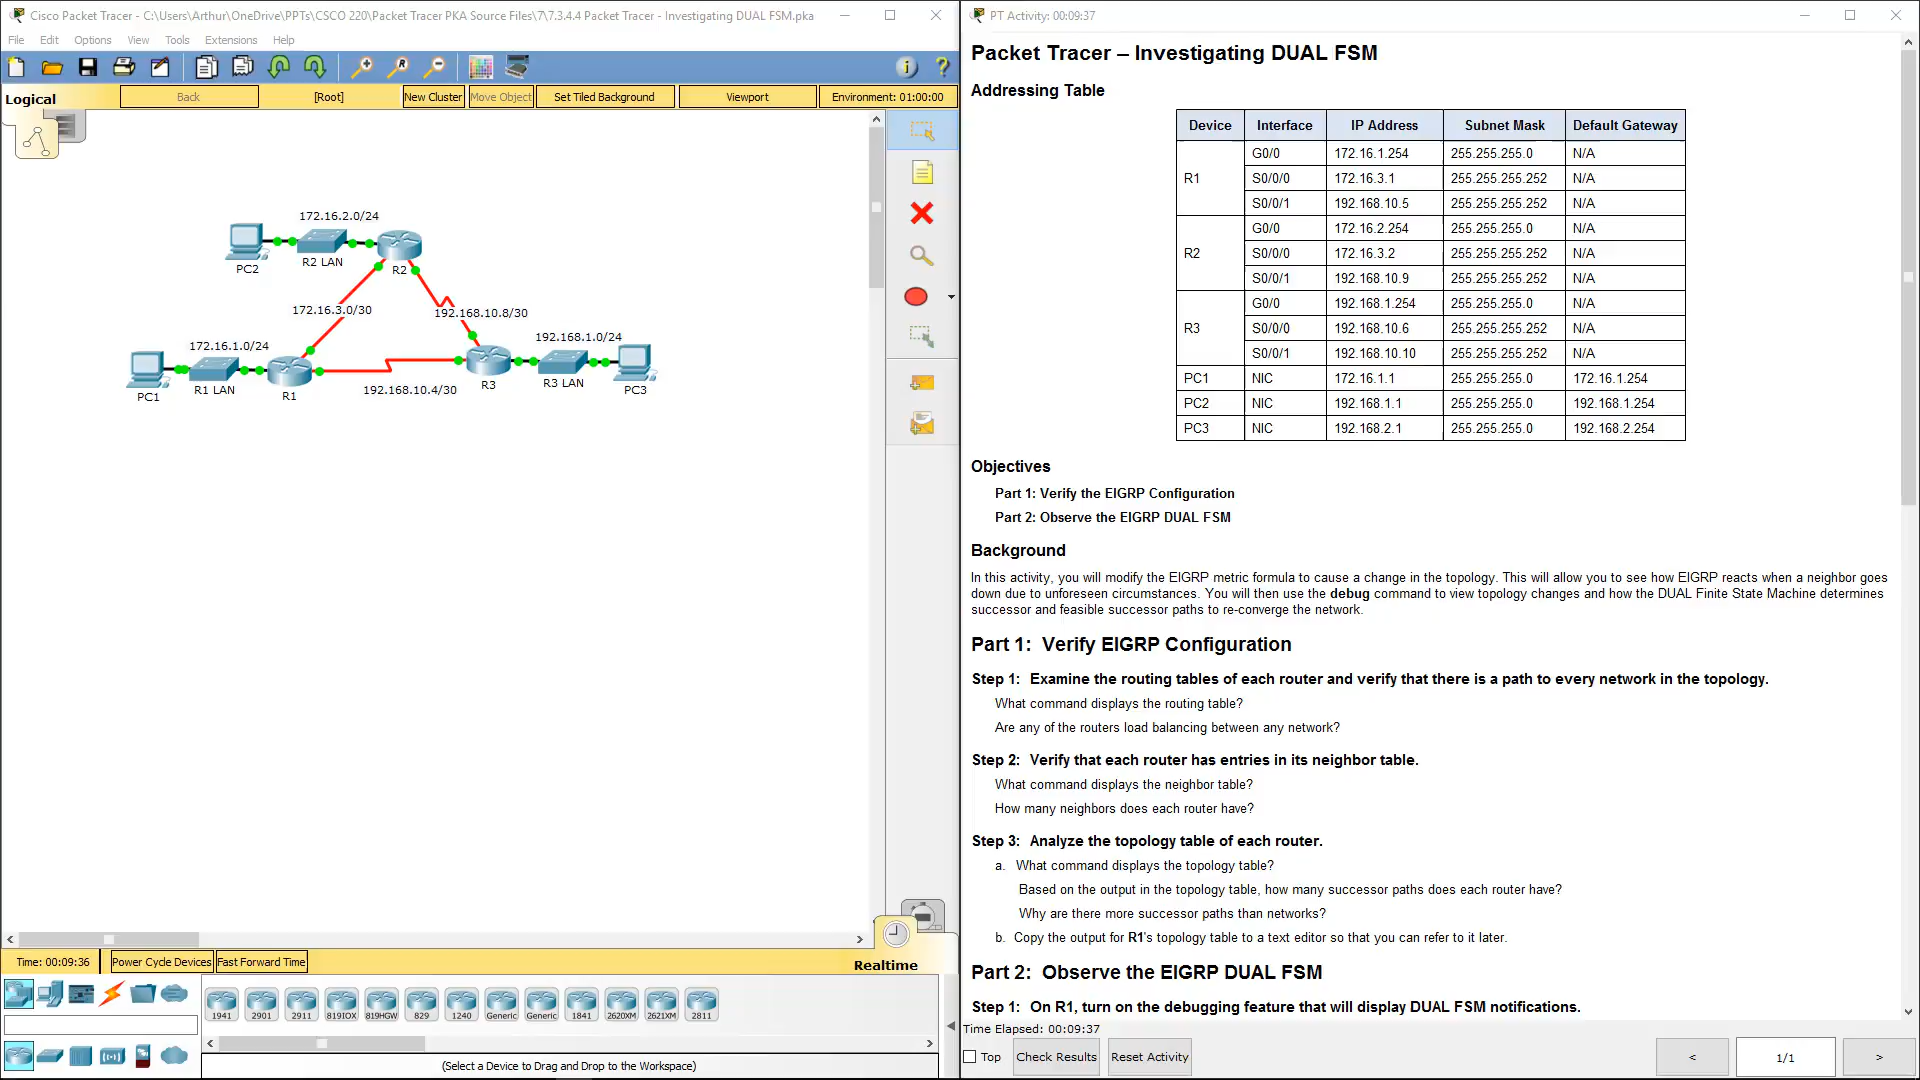 Cisco Packet Tracer - C:\Users\Arthur\OneDrive\PPTs\CSCO 220\Packet Tracer PKA Source Files\7\7.3.4.4 Packet Tracer - Investigating DUAL FSM.pka
File Edit Options View Tools Extensions Help
Logical Back [Root] New Cluster Move Object Set Tiled Background Viewport Environment: 01:00:00
172.16.2.0/24
PC2 R2 LAN R2
172.16.3.0/30 192.168.10.8/30
172.16.1.0/24 192.168.1.0/24
PC1 R1 LAN R1 192.168.10.4/30 R3 R3 LAN PC3
Realtime
Time: 00:09:36 Power Cycle Devices Fast Forward Time
1941 2901 2911 819IOX 819HGW 829 1240 Generic Generic 1841 2620XM 2621XM 2811
(Select a Device to Drag and Drop to the Workspace)
PT Activity: 00:09:37
Packet Tracer – Investigating DUAL FSM
Addressing Table
Device Interface IP Address Subnet Mask Default Gateway
R1 G0/0 172.16.1.254 255.255.255.0 N/A
S0/0/0 172.16.3.1 255.255.255.252 N/A
S0/0/1 192.168.10.5 255.255.255.252 N/A
R2 G0/0 172.16.2.254 255.255.255.0 N/A
S0/0/0 172.16.3.2 255.255.255.252 N/A
S0/0/1 192.168.10.9 255.255.255.252 N/A
R3 G0/0 192.168.1.254 255.255.255.0 N/A
S0/0/0 192.168.10.6 255.255.255.252 N/A
S0/0/1 192.168.10.10 255.255.255.252 N/A
PC1 NIC 172.16.1.1 255.255.255.0 172.16.1.254
PC2 NIC 192.168.1.1 255.255.255.0 192.168.1.254
PC3 NIC 192.168.2.1 255.255.255.0 192.168.2.254
Objectives
Part 1: Verify the EIGRP Configuration
Part 2: Observe the EIGRP DUAL FSM
Background
In this activity, you will modify the EIGRP metric formula to cause a change in the topology. This will allow you to see how EIGRP reacts when a neighbor goes
down due to unforeseen circumstances. You will then use the debug command to view topology changes and how the DUAL Finite State Machine determines
successor and feasible successor paths to re-converge the network.
Part 1: Verify EIGRP Configuration
Step 1: Examine the routing tables of each router and verify that there is a path to every network in the topology.
What command displays the routing table?
Are any of the routers load balancing between any network?
Step 2: Verify that each router has entries in its neighbor table.
What command displays the neighbor table?
How many neighbors does each router have?
Step 3: Analyze the topology table of each router.
a. What command displays the topology table?
Based on the output in the topology table, how many successor paths does each router have?
Why are there more successor paths than networks?
b. Copy the output for R1's topology table to a text editor so that you can refer to it later.
Part 2: Observe the EIGRP DUAL FSM
Step 1: On R1, turn on the debugging feature that will display DUAL FSM notifications.
Time Elapsed: 00:09:37
Top Check Results Reset Activity < 1/1 >